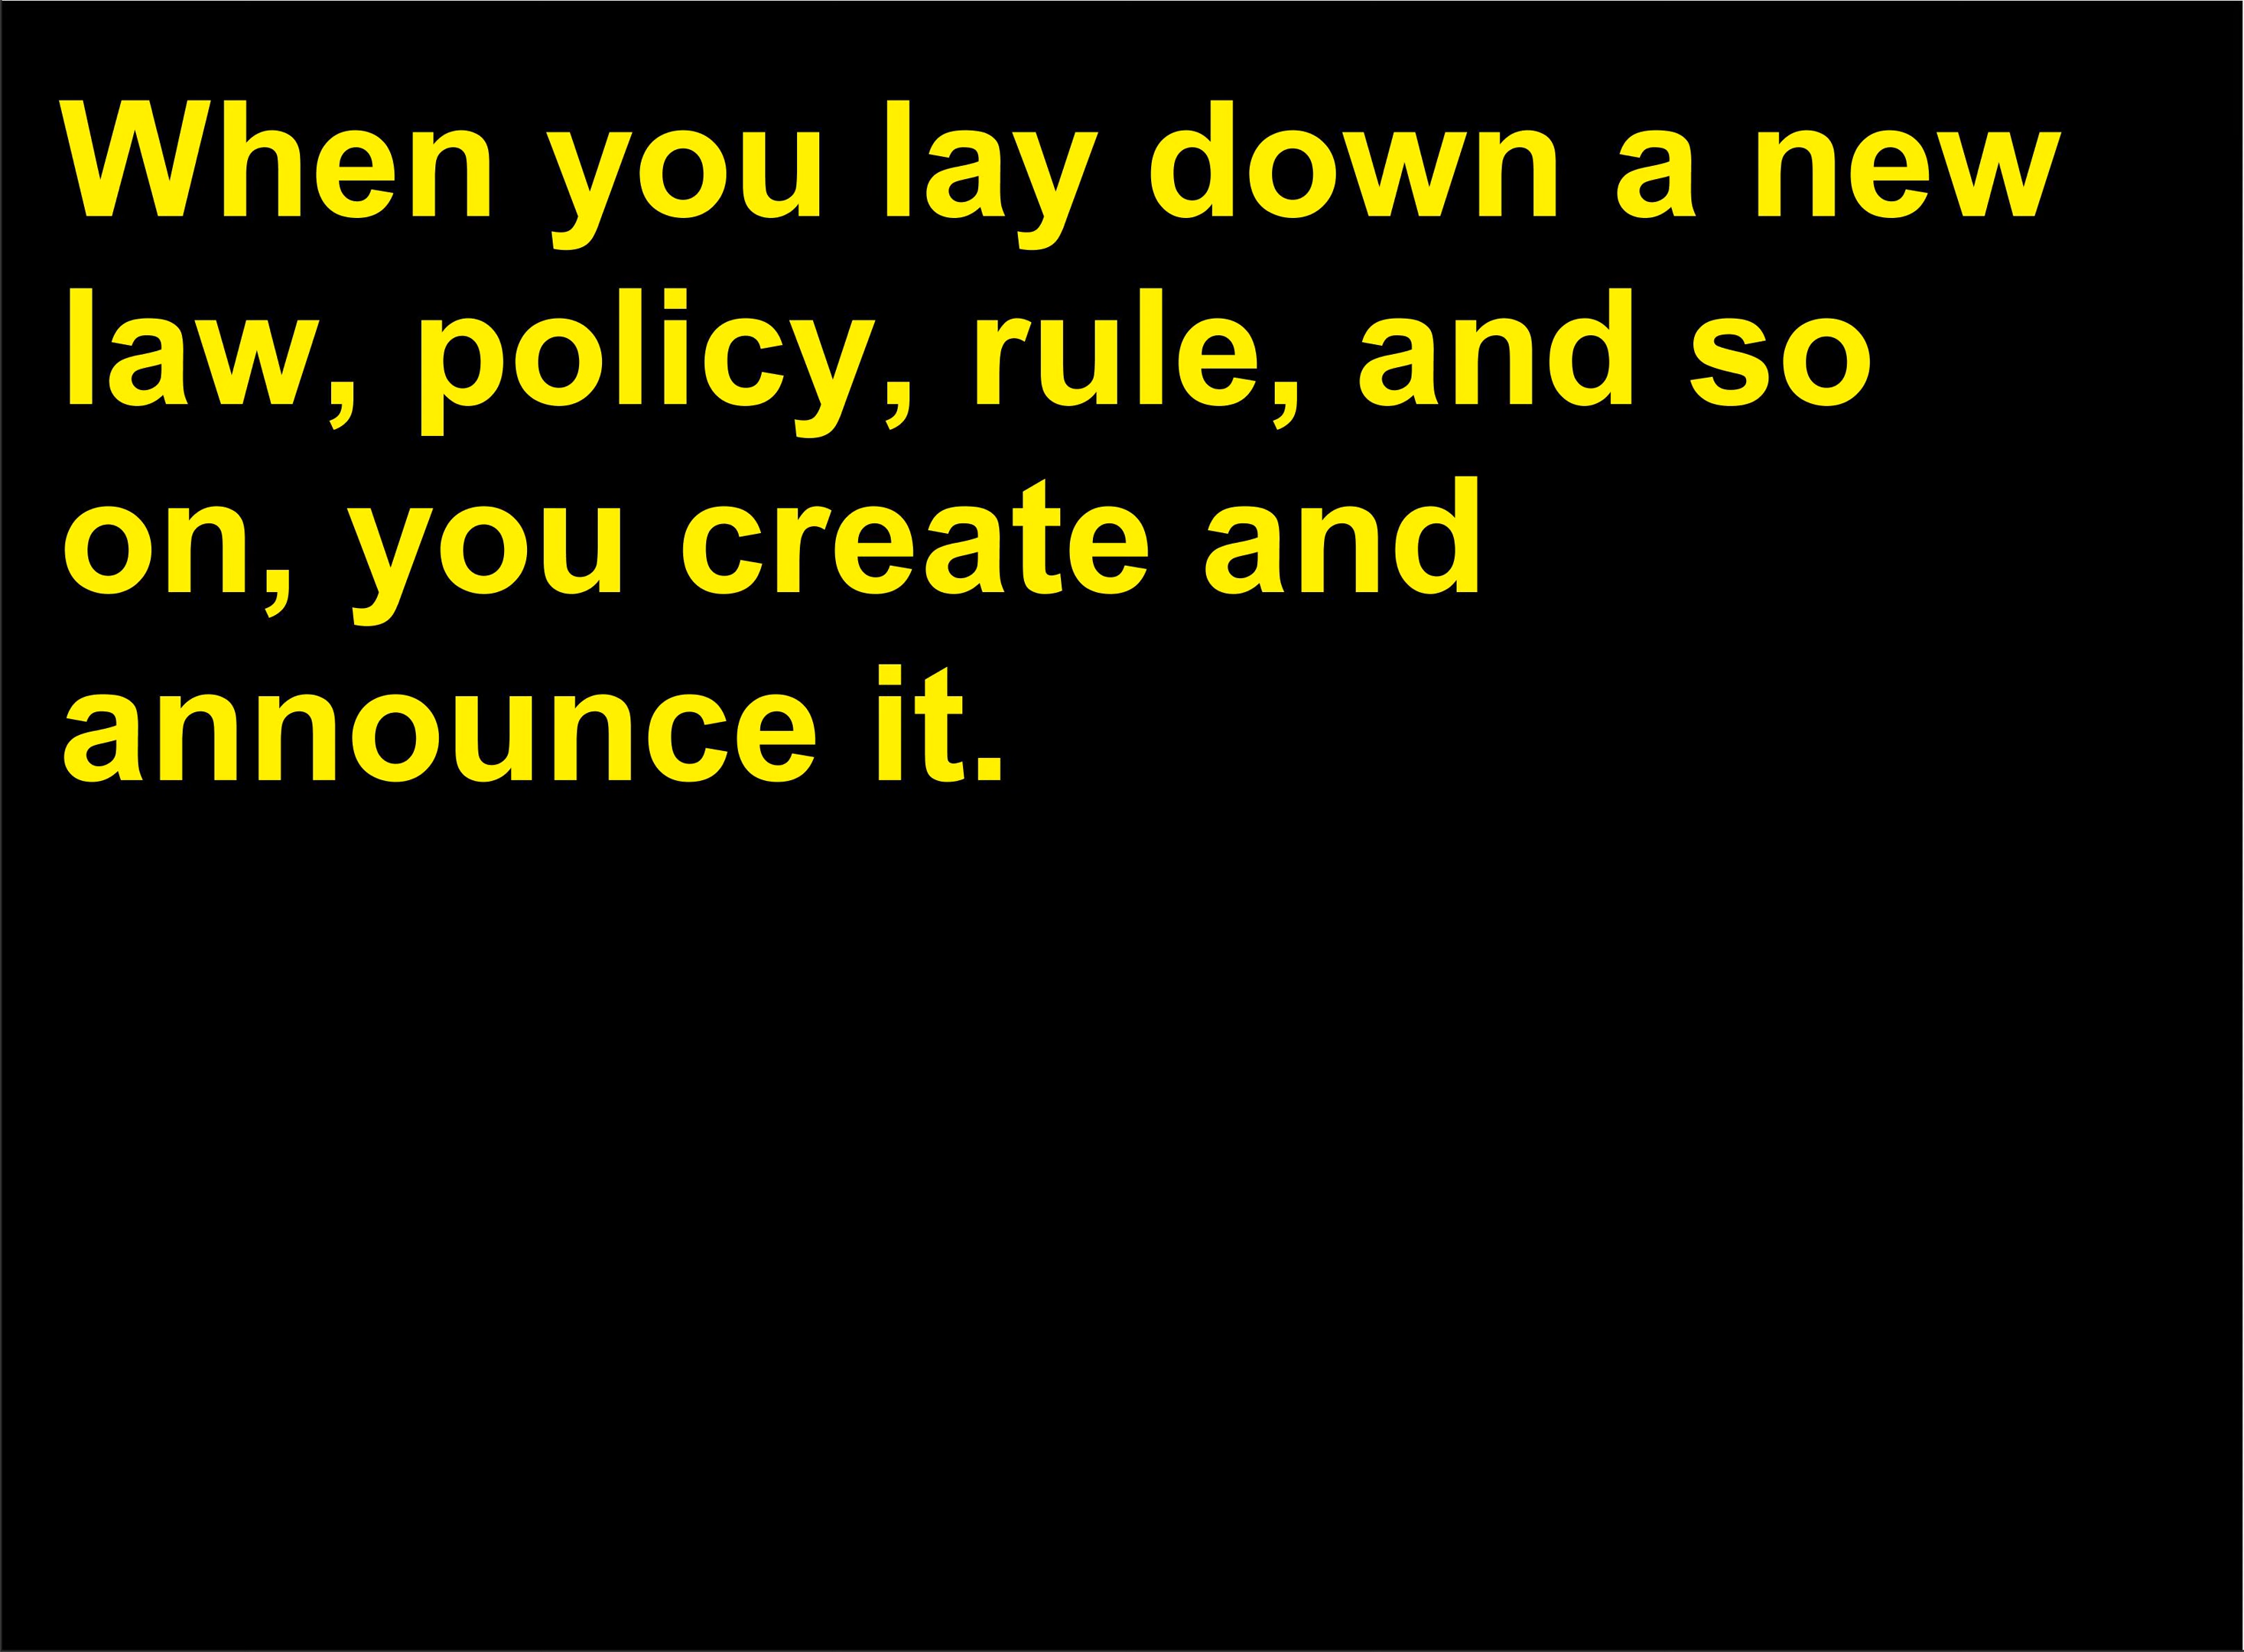 When you lay down a new
law, policy, rule, and so
on, you create and
announce it.